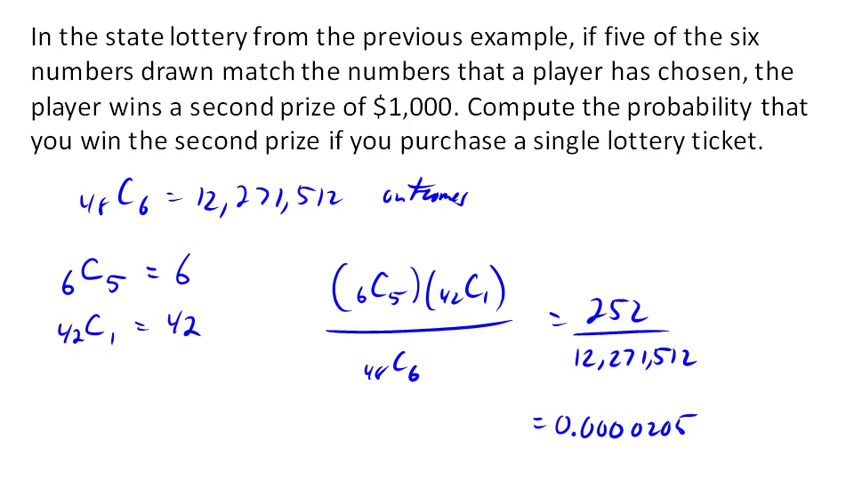 In the state lottery from the previous example, if five of the six
numbers drawn match the numbers that a player has chosen, the
player wins a second prize of $1,000. Compute the probability that
you win the second prize if you purchase a single lottery ticket.
₄₈C₆ = 12,271,512 outcomes
₆C₅ = 6
₄₂C₁ = 42
(₆C₅)(₄₂C₁)
₄₈C₆
= 252
12,271,512
= 0.0000205